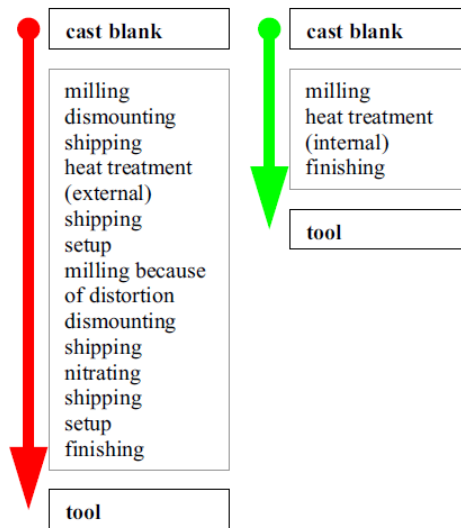 cast blank
milling
dismounting
shipping
heat treatment
(external)
shipping
setup
milling because
of distortion
dismounting
shipping
nitrating
shipping
setup
finishing
tool
cast blank
milling
heat treatment
(internal)
finishing
tool